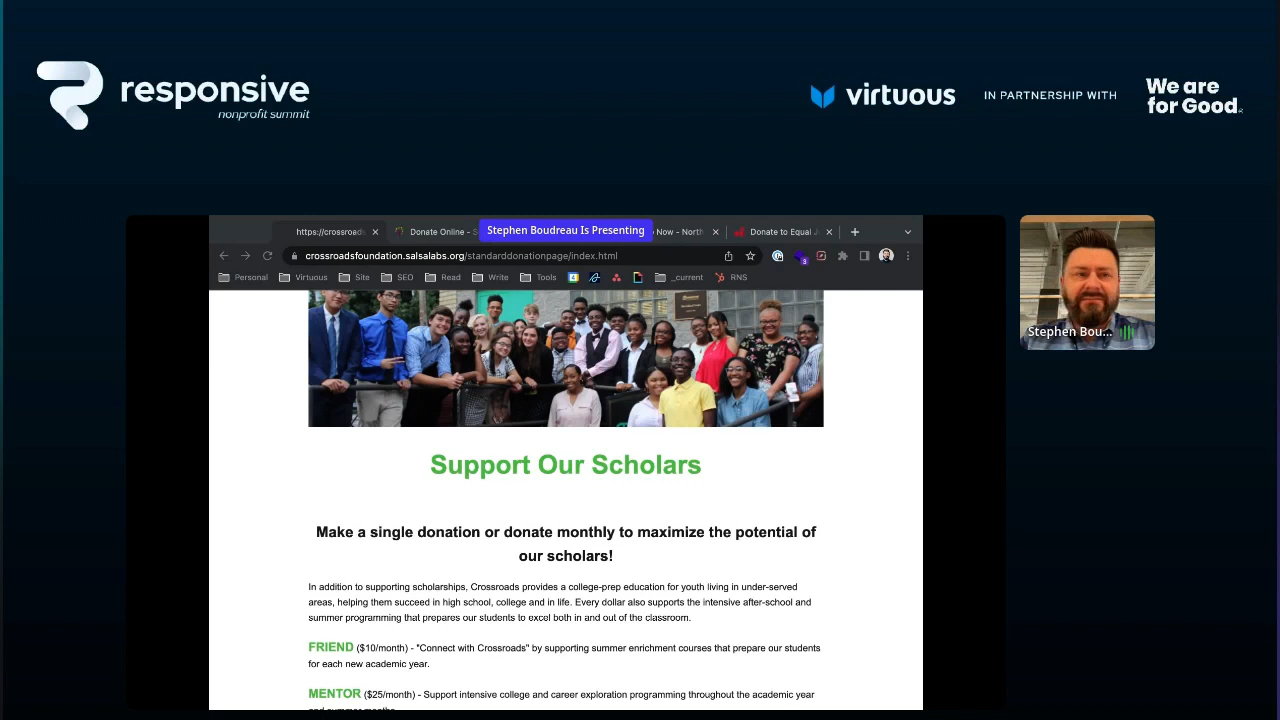 responsive
nonprofit summit
virtuous
IN PARTNERSHIP WITH
We are
for Good.
https://crossroads
Donate Online - S
Stephen Boudreau Is Presenting
Now - North
Donate to Equal J
crossroadsfoundation.salsalabs.org/standarddonationpage/index.html
Personal
Virtuous
Site
SEO
Read
Write
Tools
_current
RNS
Support Our Scholars
Make a single donation or donate monthly to maximize the potential of
our scholars!
In addition to supporting scholarships, Crossroads provides a college-prep education for youth living in under-served
areas, helping them succeed in high school, college and in life. Every dollar also supports the intensive after-school and
summer programming that prepares our students to excel both in and out of the classroom.
FRIEND ($10/month) - "Connect with Crossroads" by supporting summer enrichment courses that prepare our students
for each new academic year.
MENTOR ($25/month) - Support intensive college and career exploration programming throughout the academic year
and summer months.
Stephen Bou...